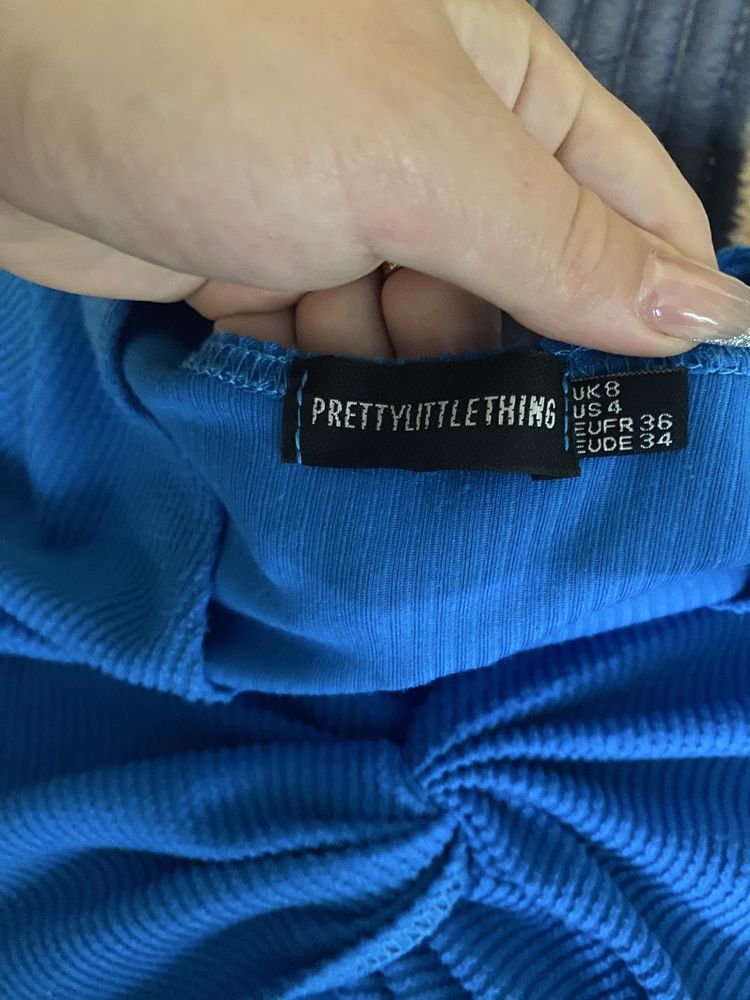 PRETTYLITTLETHING
UK 8
US 4
EUFR 36
EUDE 34